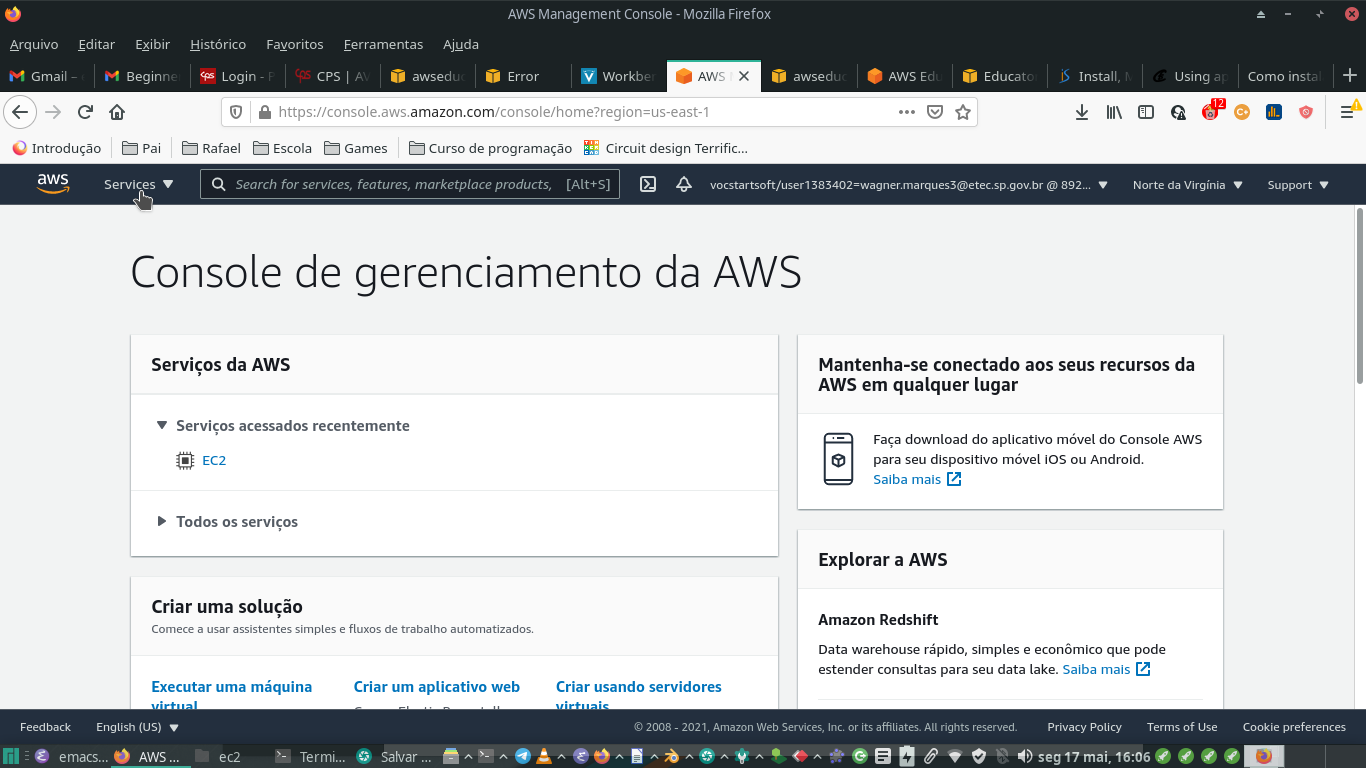 AWS Management Console - Mozilla Firefox
Arquivo Editar Exibir Histórico Favoritos Ferramentas Ajuda
Gmail – Beginne Login - CPS | AV awsedu Error Workbe AWS awsedu AWS Edu Educato Install, Using ap Como insta
https://console.aws.amazon.com/console/home?region=us-east-1
12
Introdução Pai Rafael Escola Games Curso de programação Circuit design Terrific...
aws Services Search for services, features, marketplace products, [Alt+S] vocstartsoft/user1383402=wagner.marques3@etec.sp.gov.br @ 892... Norte da Virgínia Support
Console de gerenciamento da AWS
Serviços da AWS
Serviços acessados recentemente
EC2
Todos os serviços
Criar uma solução
Comece a usar assistentes simples e fluxos de trabalho automatizados.
Executar uma máquina virtual
Criar um aplicativo web
Criar usando servidores virtuais
Mantenha-se conectado aos seus recursos da
AWS em qualquer lugar
Faça download do aplicativo móvel do Console AWS
para seu dispositivo móvel iOS ou Android.
Saiba mais
Explorar a AWS
Amazon Redshift
Data warehouse rápido, simples e econômico que pode
estender consultas para seu data lake. Saiba mais
Feedback English (US) © 2008 - 2021, Amazon Web Services, Inc. or its affiliates. All rights reserved. Privacy Policy Terms of Use Cookie preferences
emacs... AWS ... ec2 Termi... Salvar ... seg 17 mai, 16:06